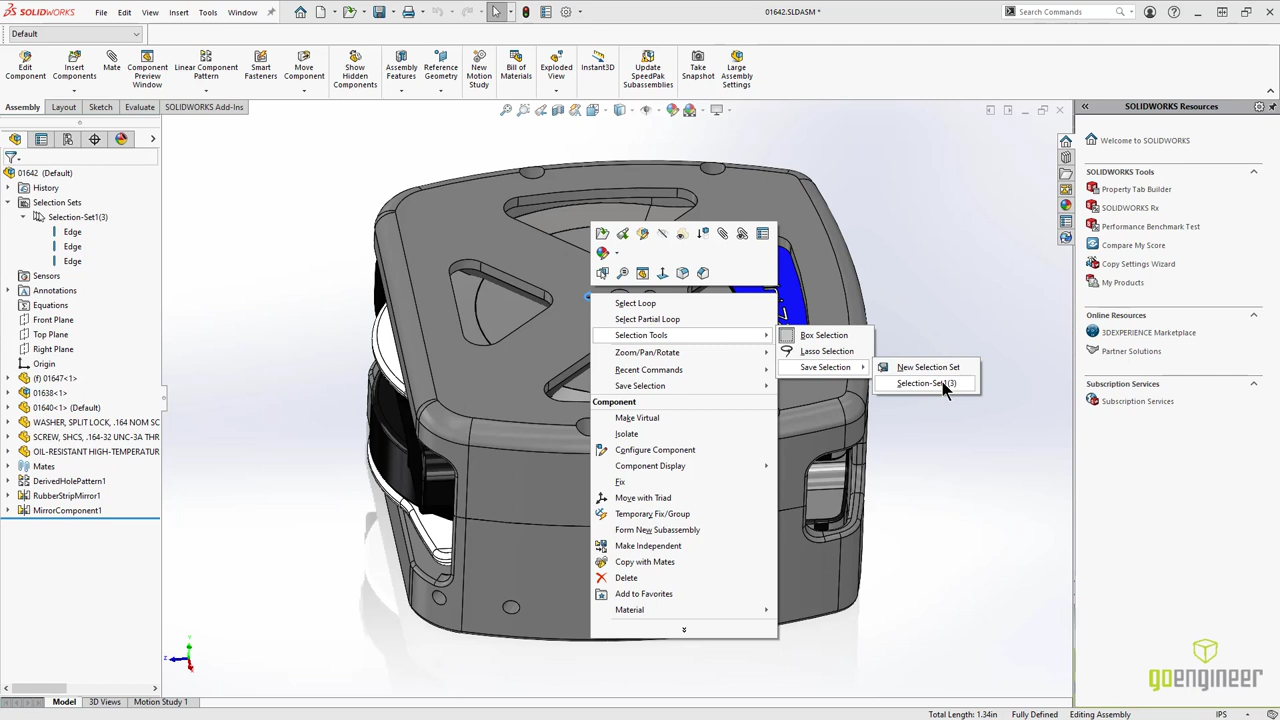 SOLIDWORKS
File
Edit
View
Insert
Tools
Window
01642.SLDASM *
Search Commands
Default
Edit Component
Insert Components
Mate
Component Preview Window
Linear Component Pattern
Smart Fasteners
Move Component
Show Hidden Components
Assembly Features
Reference Geometry
New Motion Study
Bill of Materials
Exploded View
Instant3D
Update SpeedPak Subassemblies
Take Snapshot
Large Assembly Settings
Assembly
Layout
Sketch
Evaluate
SOLIDWORKS Add-Ins
01642 (Default)
History
Selection Sets
Selection-Set1(3)
Edge
Edge
Edge
Sensors
Annotations
Equations
Front Plane
Top Plane
Right Plane
Origin
(f) 01647<1>
01638<1>
01640<1> (Default)
WASHER, SPLIT LOCK, .164 NOM SC
SCREW, SHCS, .164-32 UNC-3A THR
OIL-RESISTANT HIGH-TEMPERATUR
Mates
DerivedHolePattern1
RubberStripMirror1
MirrorComponent1
Select Loop
Select Partial Loop
Selection Tools
Zoom/Pan/Rotate
Recent Commands
Save Selection
Component
Make Virtual
Isolate
Configure Component
Component Display
Fix
Move with Triad
Temporary Fix/Group
Form New Subassembly
Make Independent
Copy with Mates
Delete
Add to Favorites
Material
Box Selection
Lasso Selection
Save Selection
New Selection Set
Selection-Set1(3)
SOLIDWORKS Resources
Welcome to SOLIDWORKS
SOLIDWORKS Tools
Property Tab Builder
SOLIDWORKS Rx
Performance Benchmark Test
Compare My Score
Copy Settings Wizard
My Products
Online Resources
3DEXPERIENCE Marketplace
Partner Solutions
Subscription Services
Subscription Services
goengineer
y
z
Model
3D Views
Motion Study 1
Total Length: 1.34in
Fully Defined
Editing Assembly
IPS